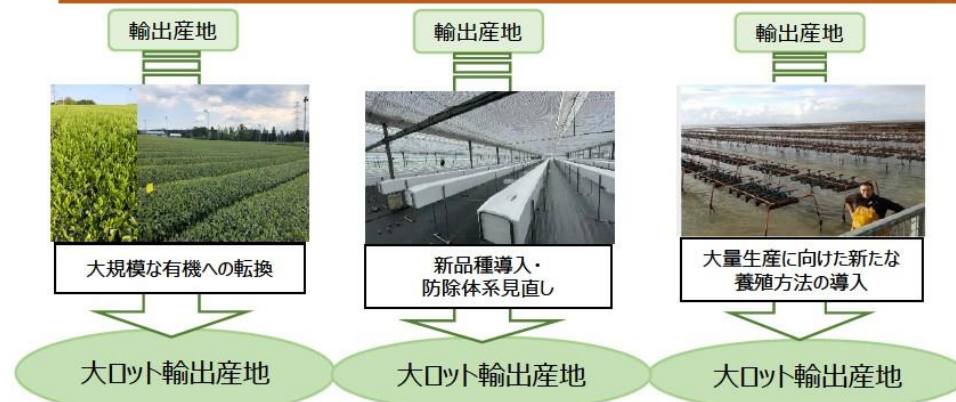 輸出産地
輸出産地
輸出産地
大規模な有機への転換
新品種導入・
防除体系見直し
大量生産に向けた新たな
養殖方法の導入
大ロット輸出産地
大ロット輸出産地
大ロット輸出産地